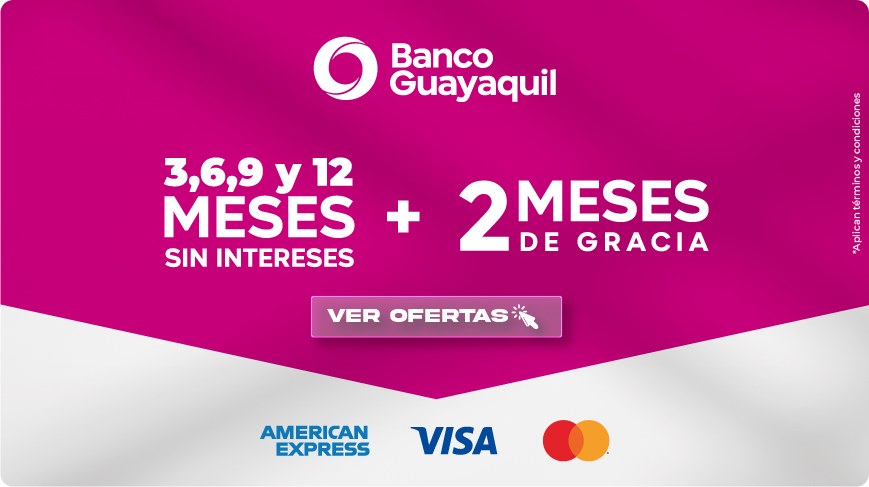 Banco
Guayaquil
3,6,9 y 12
MESES
SIN INTERESES
+
2 MESES
DE GRACIA
*Aplican términos y condiciones
VER OFERTAS
AMERICAN
EXPRESS
VISA